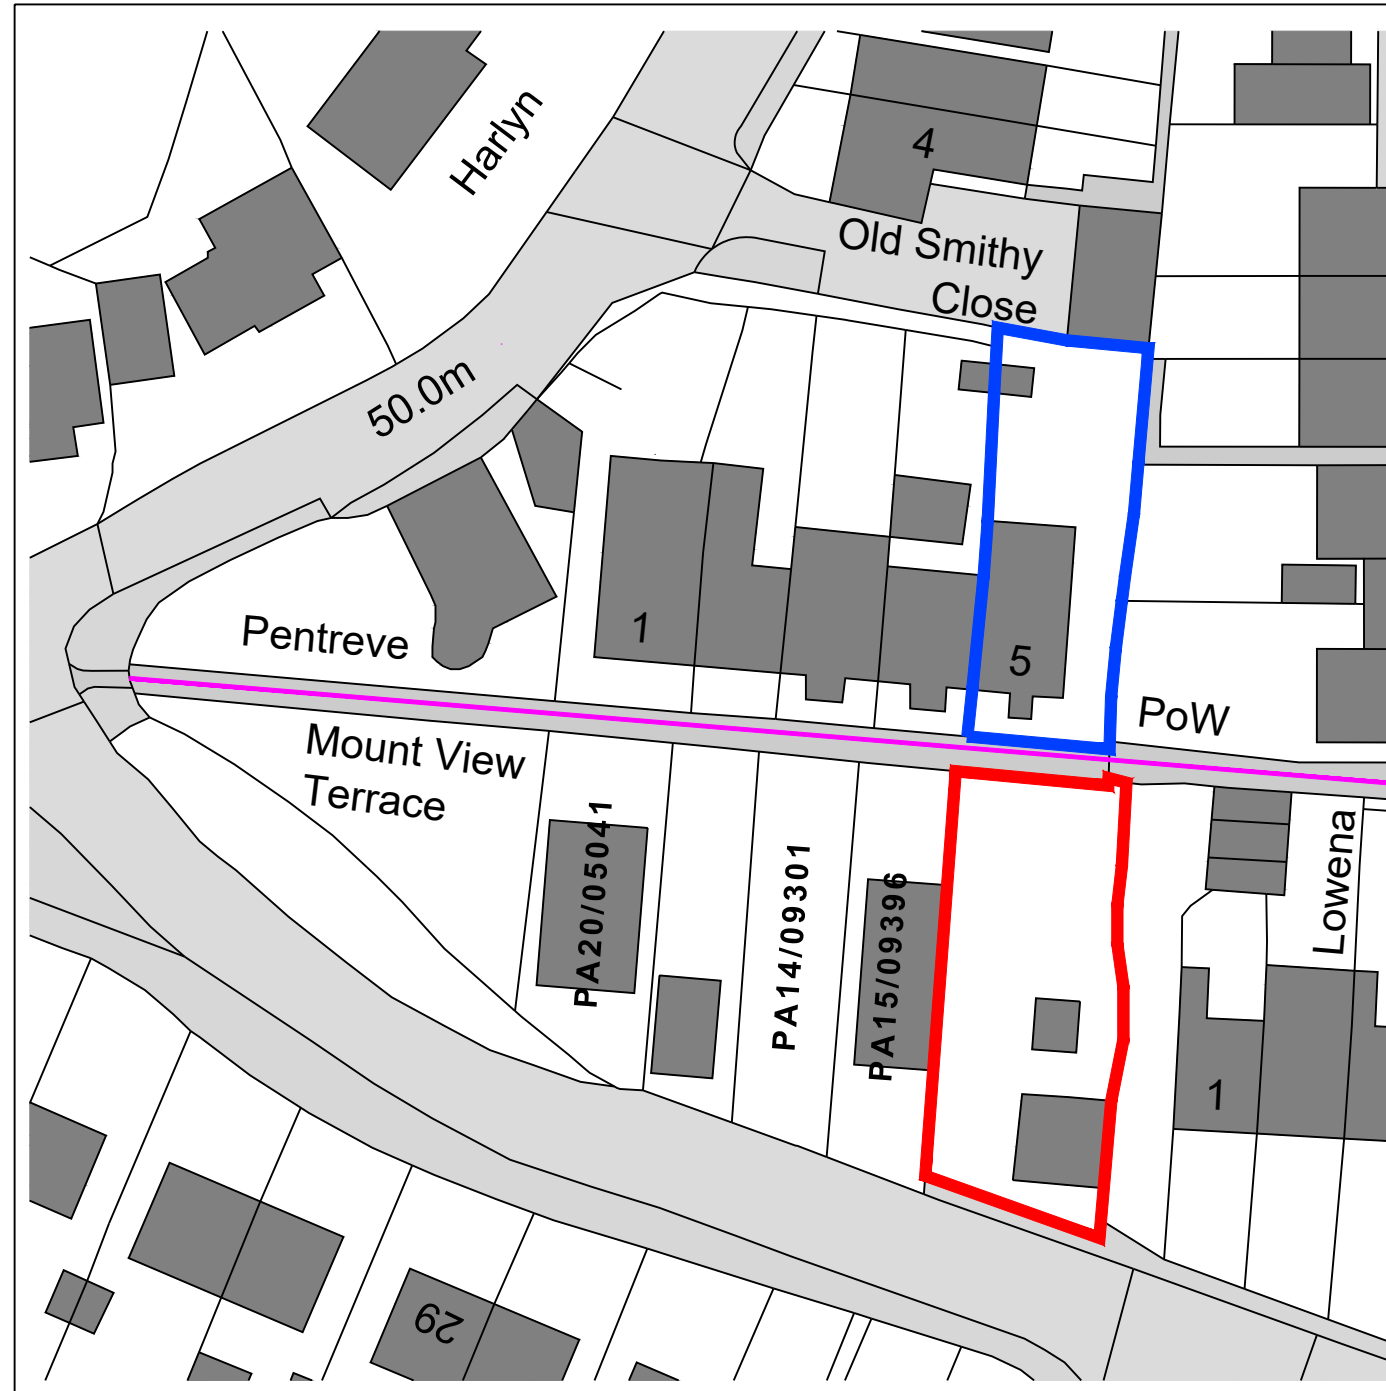 Harlyn
4
Old Smithy
Close
50.0m
1
Pentreve
5
PoW
Mount View
Terrace
PA20/05041
PA14/09301
PA15/09396
Lowena
1
29